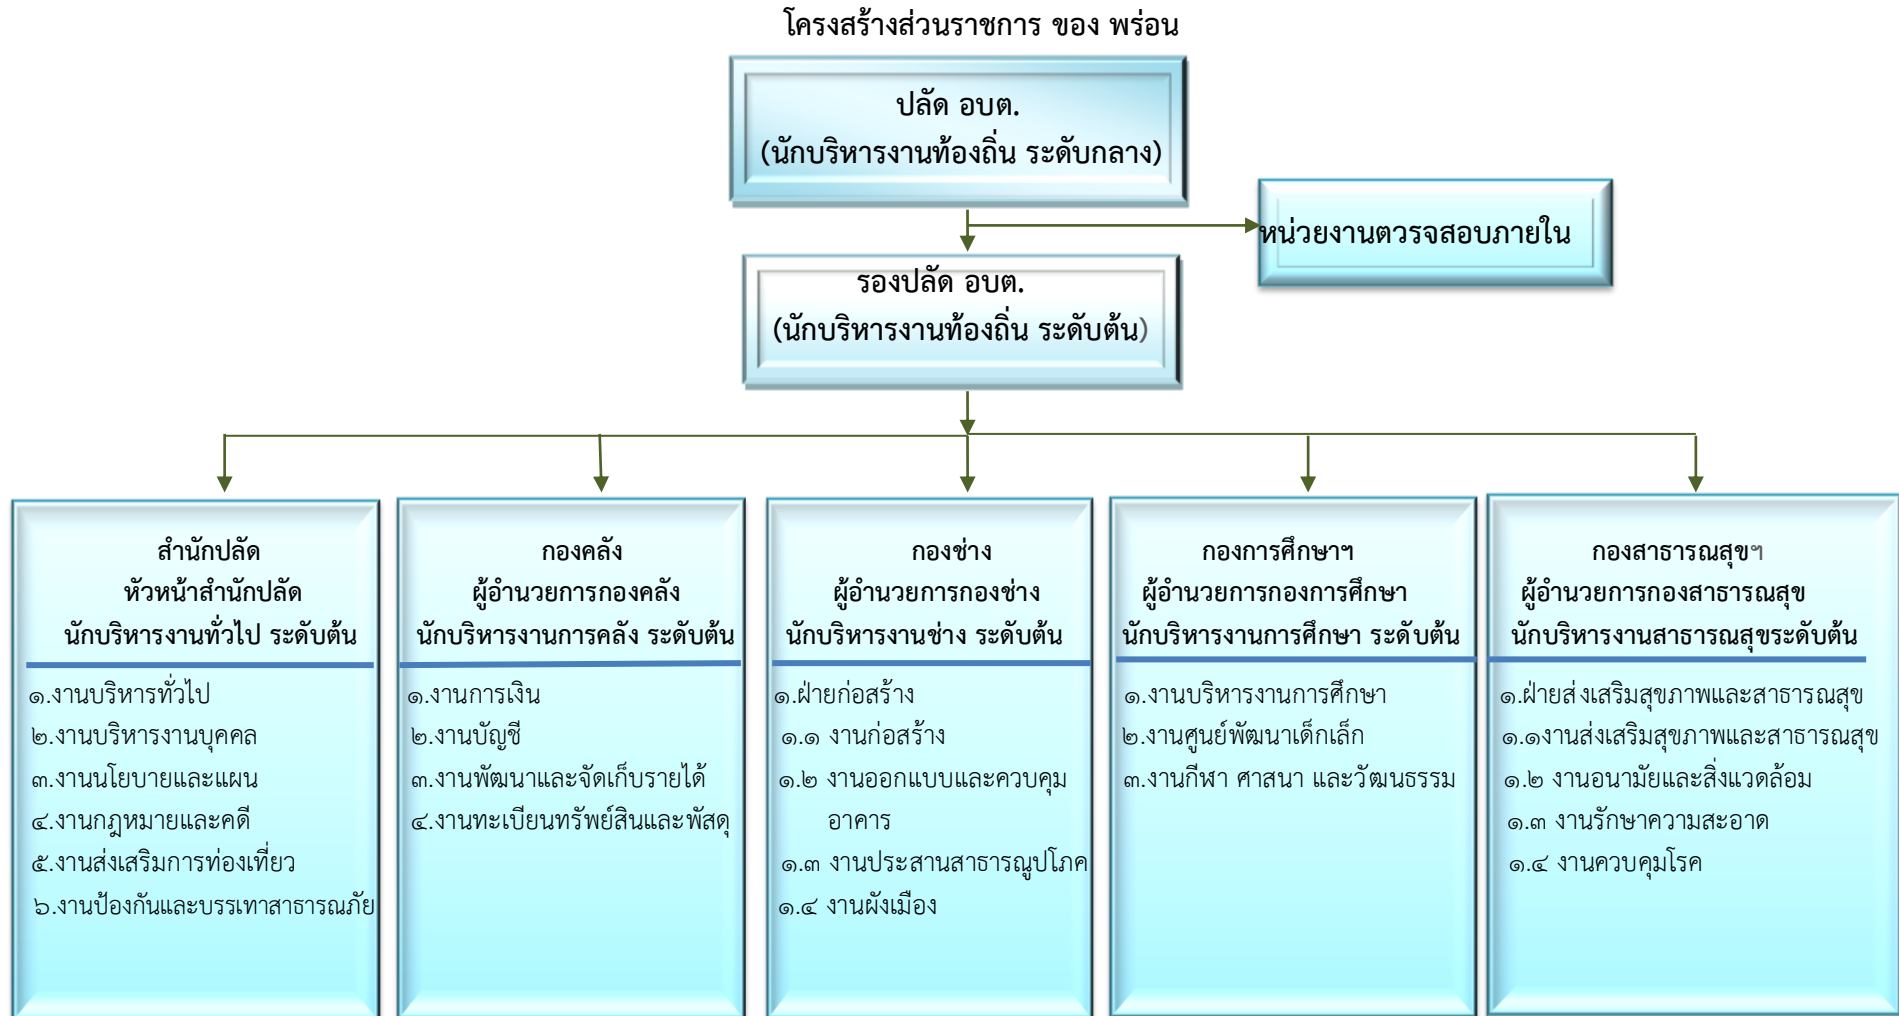 โครงสร้างส่วนราชการ ของ พร่อน
ปลัด อบต.
(นักบริหารงานท้องถิ่น ระดับกลาง)
หน่วยงานตวรจสอบภายใน
รองปลัด อบต.
(นักบริหารงานท้องถิ่น ระดับต้น)
สำนักปลัด
หัวหน้าสำนักปลัด
นักบริหารงานทั่วไป ระดับต้น
๑.งานบริหารทั่วไป
๒.งานบริหารงานบุคคล
๓.งานนโยบายและแผน
๔.งานกฎหมายและคดี
๕.งานส่งเสริมการท่องเที่ยว
๖.งานป้องกันและบรรเทาสาธารณภัย
กองคลัง
ผู้อำนวยการกองคลัง
นักบริหารงานการคลัง ระดับต้น
๑.งานการเงิน
๒.งานบัญชี
๓.งานพัฒนาและจัดเก็บรายได้
๔.งานทะเบียนทรัพย์สินและพัสดุ
กองช่าง
ผู้อำนวยการกองช่าง
นักบริหารงานช่าง ระดับต้น
๑.ฝ่ายก่อสร้าง
๑.๑ งานก่อสร้าง
๑.๒ งานออกแบบและควบคุม
อาคาร
๑.๓ งานประสานสาธารณูปโภค
๑.๔ งานผังเมือง
กองการศึกษาฯ
ผู้อำนวยการกองการศึกษา
นักบริหารงานการศึกษา ระดับต้น
๑.งานบริหารงานการศึกษา
๒.งานศูนย์พัฒนาเด็กเล็ก
๓.งานกีฬา ศาสนา และวัฒนธรรม
กองสาธารณสุขฯ
ผู้อำนวยการกองสาธารณสุข
นักบริหารงานสาธารณสุขระดับต้น
๑.ฝ่ายส่งเสริมสุขภาพและสาธารณสุข
๑.๑งานส่งเสริมสุขภาพและสาธารณสุข
๑.๒ งานอนามัยและสิ่งแวดล้อม
๑.๓ งานรักษาความสะอาด
๑.๔ งานควบคุมโรค